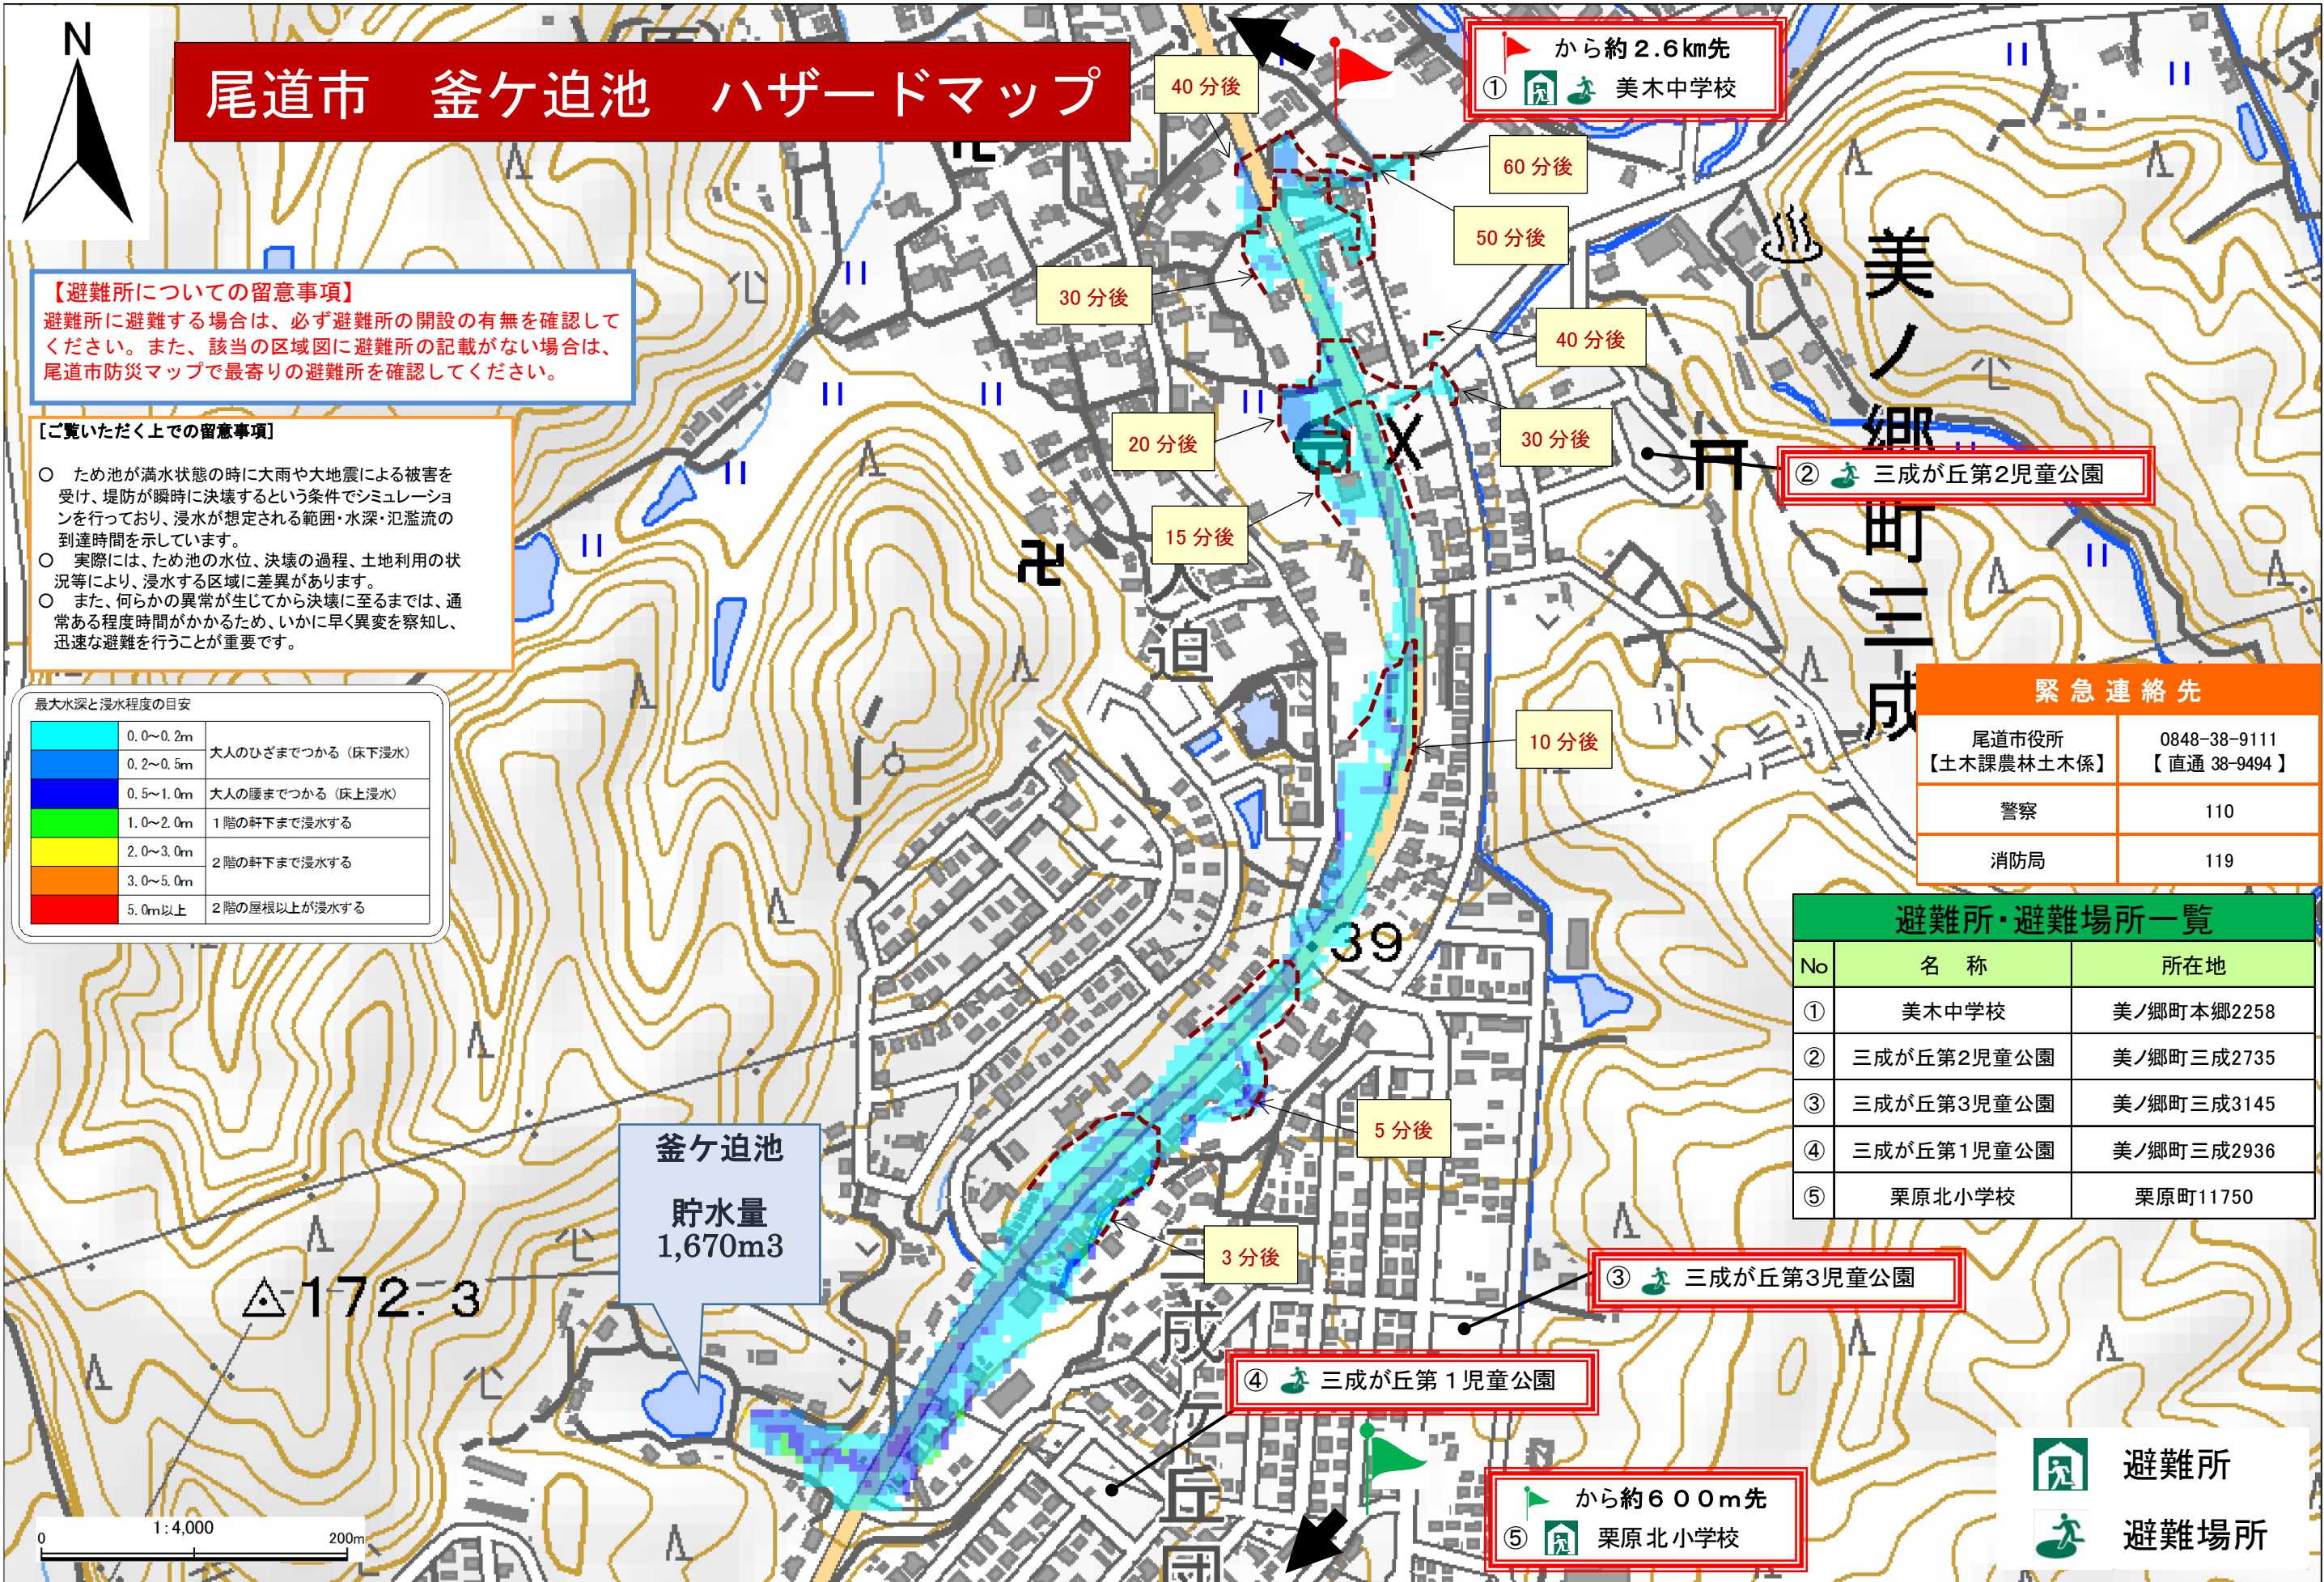 N
尾道市 釜ケ迫池 ハザードマップ
から約2.6km先
① 美木中学校
【避難所についての留意事項】
避難所に避難する場合は、必ず避難所の開設の有無を確認して
ください。また、該当の区域図に避難所の記載がない場合は、
尾道市防災マップで最寄りの避難所を確認してください。
[ご覧いただく上での留意事項]
○ ため池が満水状態の時に大雨や大地震による被害を
受け、堤防が瞬時に決壊するという条件でシミュレーショ
ンを行っており、浸水が想定される範囲・水深・氾濫流の
到達時間を示しています。
○ 実際には、ため池の水位、決壊の過程、土地利用の状
況等により、浸水する区域に差異があります。
○ また、何らかの異常が生じてから決壊に至るまでは、通
常ある程度時間がかかるため、いかに早く異変を察知し、
迅速な避難を行うことが重要です。
最大水深と浸水程度の目安
0.0~0.2m 大人のひざまでつかる（床下浸水）
0.2~0.5m
0.5~1.0m 大人の腰までつかる（床上浸水）
1.0~2.0m 1階の軒下まで浸水する
2.0~3.0m 2階の軒下まで浸水する
3.0~5.0m
5.0m以上 2階の屋根以上が浸水する
40分後
60分後
50分後
30分後
40分後
20分後
30分後
15分後
10分後
5分後
3分後
② 三成が丘第2児童公園
美ノ郷町三成
迫
39
172.3
釜ケ迫池
貯水量
1,670m3
三成ヶ丘団
緊急連絡先
尾道市役所 0848-38-9111
【土木課農林土木係】 【直通 38-9494】
警察 110
消防局 119
避難所・避難場所一覧
No 名 称 所在地
① 美木中学校 美ノ郷町本郷2258
② 三成が丘第2児童公園 美ノ郷町三成2735
③ 三成が丘第3児童公園 美ノ郷町三成3145
④ 三成が丘第1児童公園 美ノ郷町三成2936
⑤ 栗原北小学校 栗原町11750
③ 三成が丘第3児童公園
④ 三成が丘第1児童公園
から約600m先
⑤ 栗原北小学校
避難所
避難場所
1:4,000
0 200m